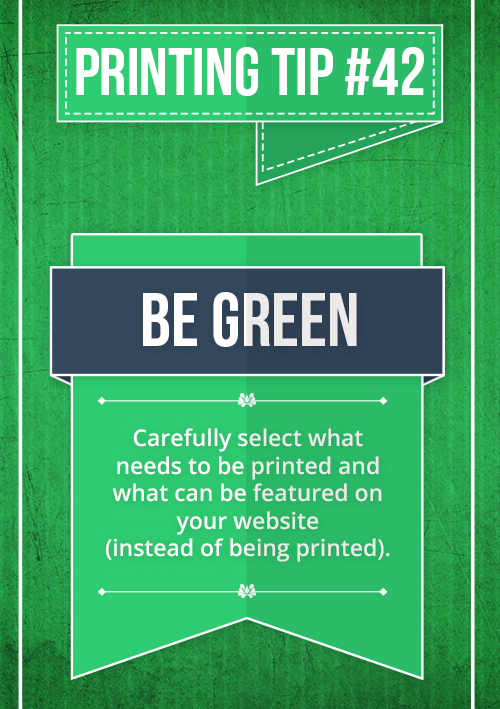 PRINTING TIP #42
BE GREEN
Carefully select what
needs to be printed and
what can be featured on
your website
(instead of being printed).